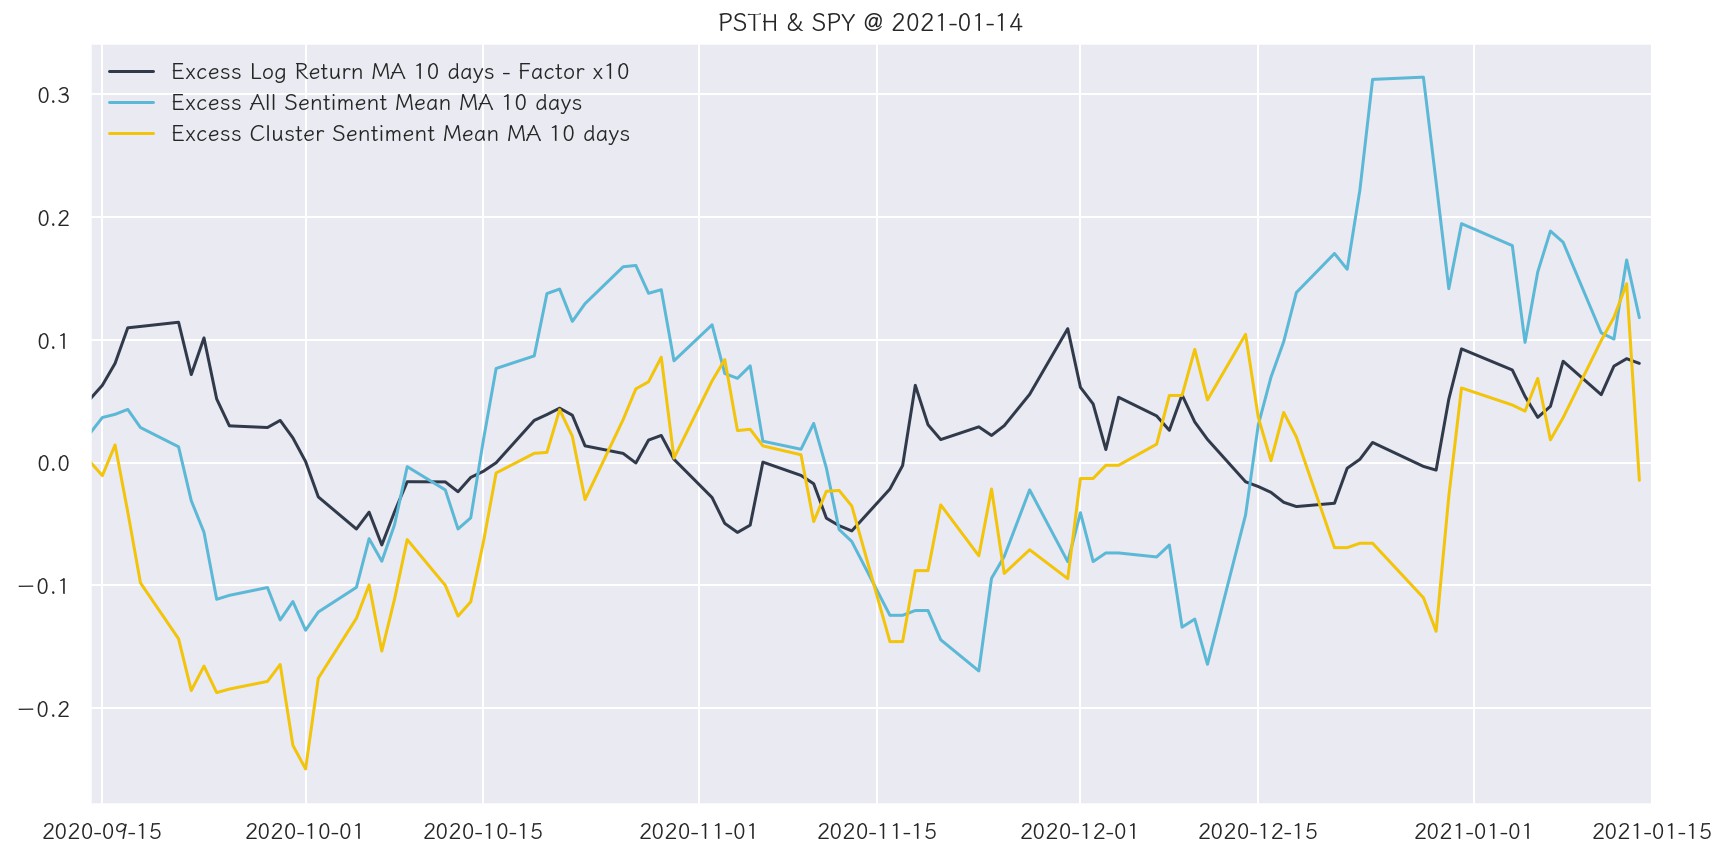 PSTH & SPY @ 2021-01-14
Excess Log Return MA 10 days - Factor x10
Excess All Sentiment Mean MA 10 days
Excess Cluster Sentiment Mean MA 10 days
0.3
0.2
0.1
0.0
−0.1
−0.2
2020-09-15 2020-10-01 2020-10-15 2020-11-01 2020-11-15 2020-12-01 2020-12-15 2021-01-01 2021-01-15